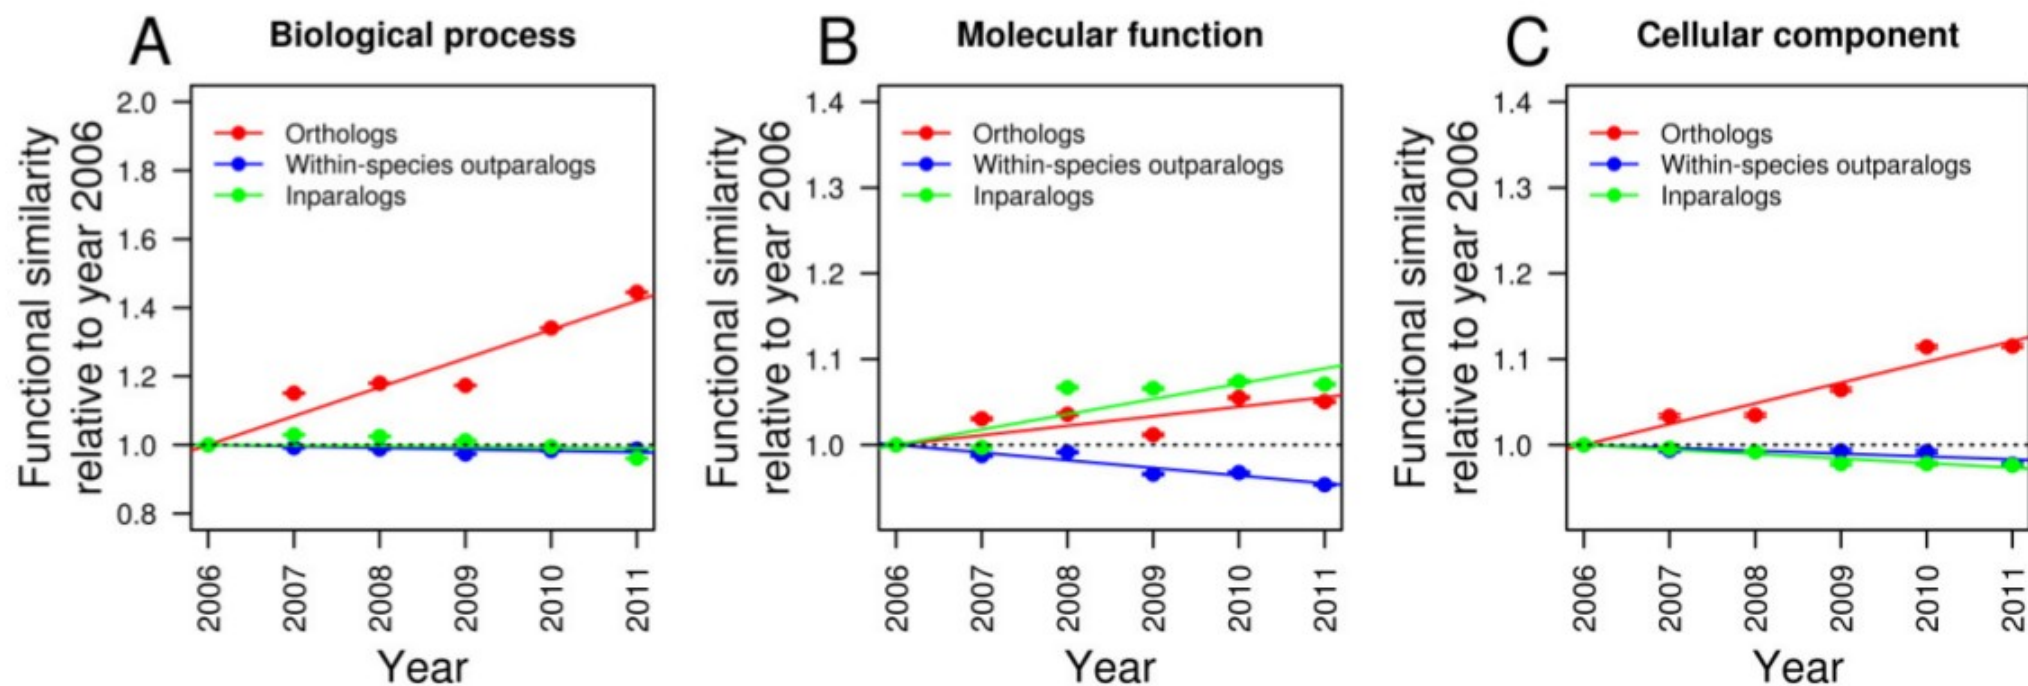 A Biological process
Functional similarity
relative to year 2006
2.0
1.8
1.6
1.4
1.2
1.0
0.8
Orthologs
Within-species outparalogs
Inparalogs
2006
2007
2008
2009
2010
2011
Year
B Molecular function
Functional similarity
relative to year 2006
1.4
1.3
1.2
1.1
1.0
Orthologs
Within-species outparalogs
Inparalogs
2006
2007
2008
2009
2010
2011
Year
C Cellular component
Functional similarity
relative to year 2006
1.4
1.3
1.2
1.1
1.0
Orthologs
Within-species outparalogs
Inparalogs
2006
2007
2008
2009
2010
2011
Year